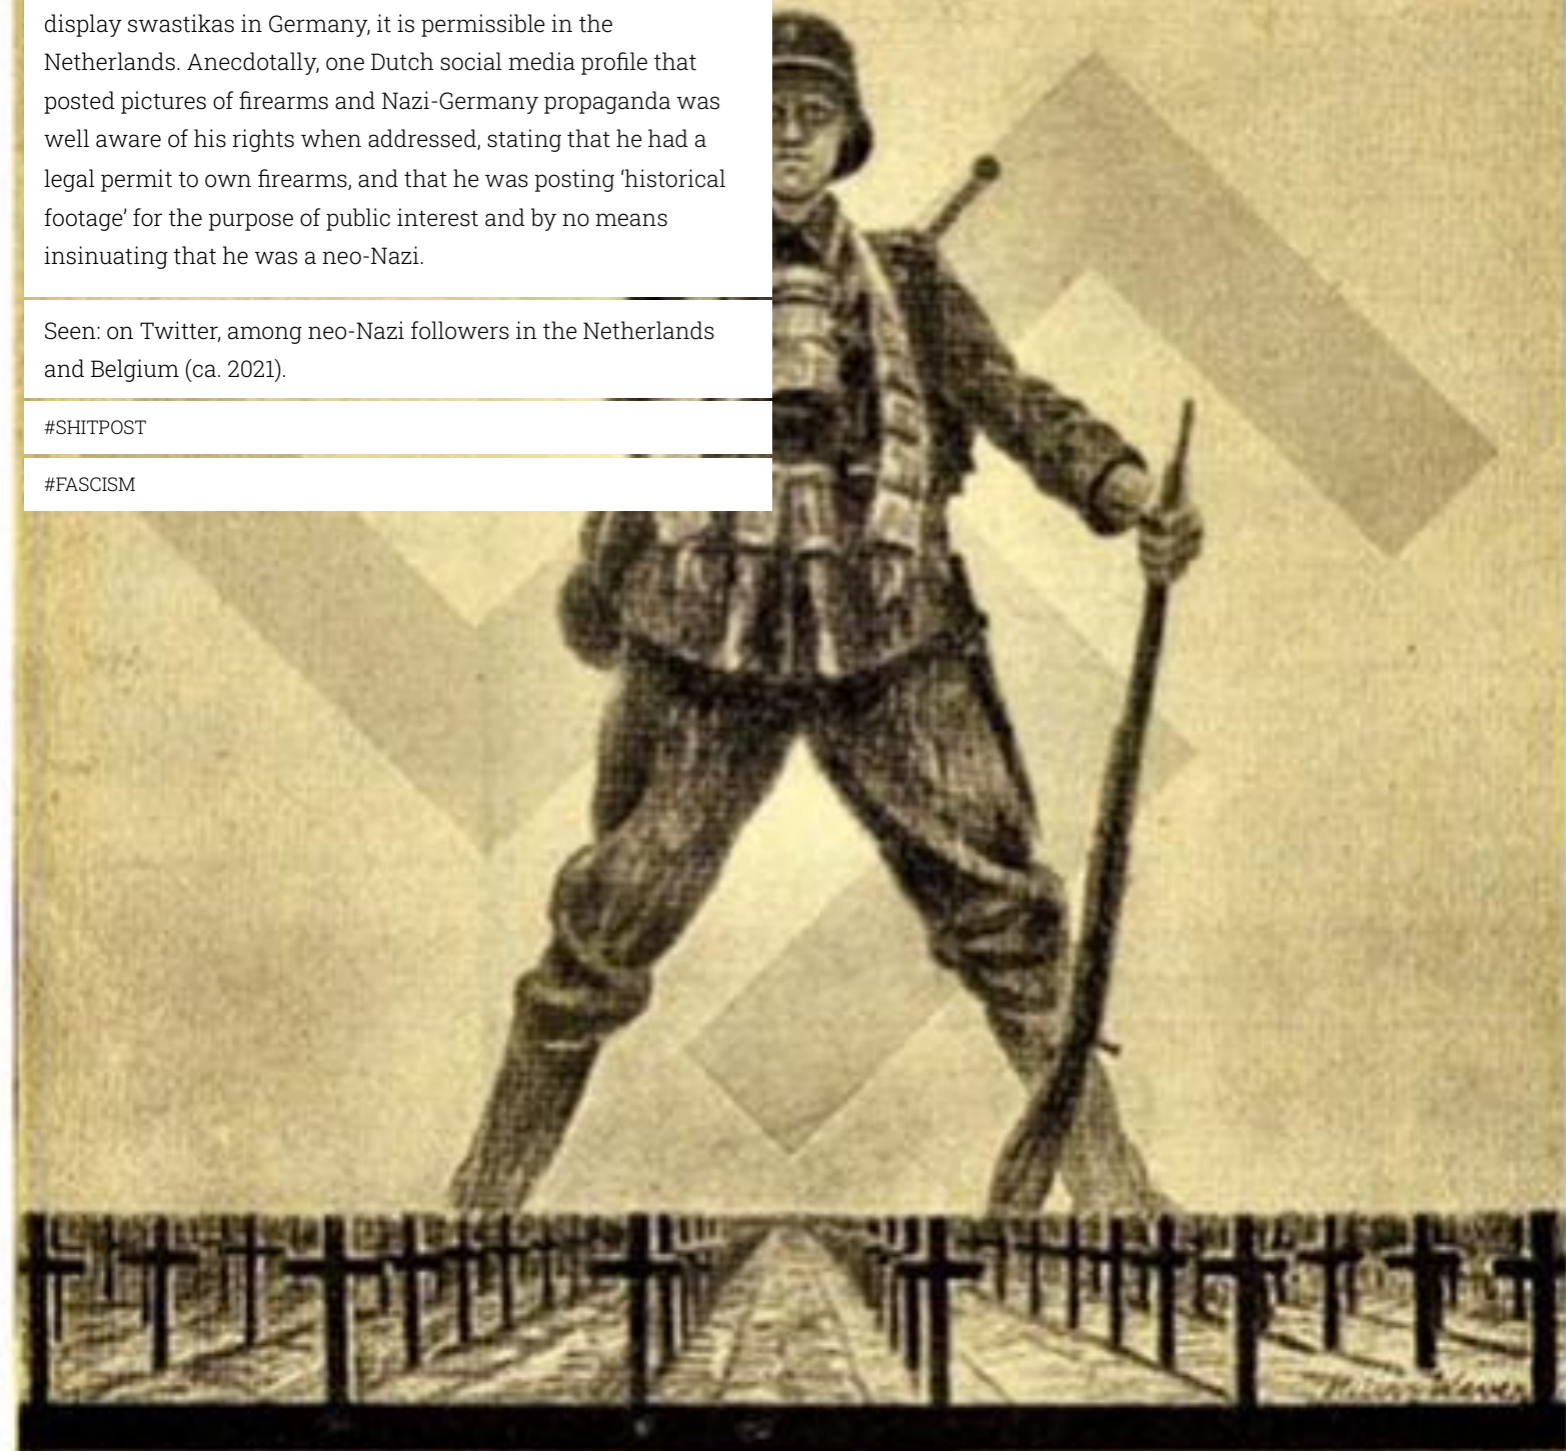 display swastikas in Germany, it is permissible in the
Netherlands. Anecdotally, one Dutch social media profile that
posted pictures of firearms and Nazi-Germany propaganda was
well aware of his rights when addressed, stating that he had a
legal permit to own firearms, and that he was posting ‘historical
footage’ for the purpose of public interest and by no means
insinuating that he was a neo-Nazi.
Seen: on Twitter, among neo-Nazi followers in the Netherlands
and Belgium (ca. 2021).
#SHITPOST
#FASCISM